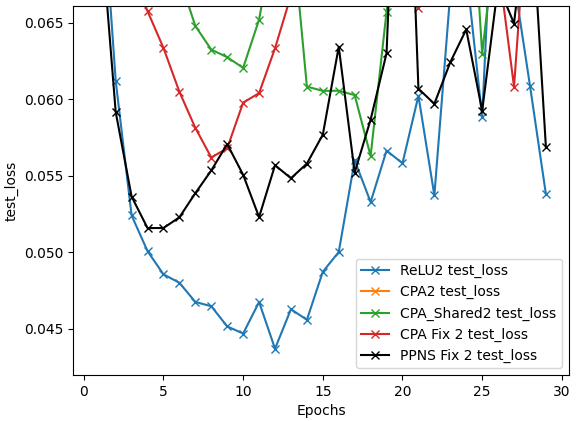 0.065
0.060
0.055
0.050
0.045
test_loss
0 5 10 15 20 25 30
Epochs
ReLU2 test_loss
CPA2 test_loss
CPA_Shared2 test_loss
CPA Fix 2 test_loss
PPNS Fix 2 test_loss